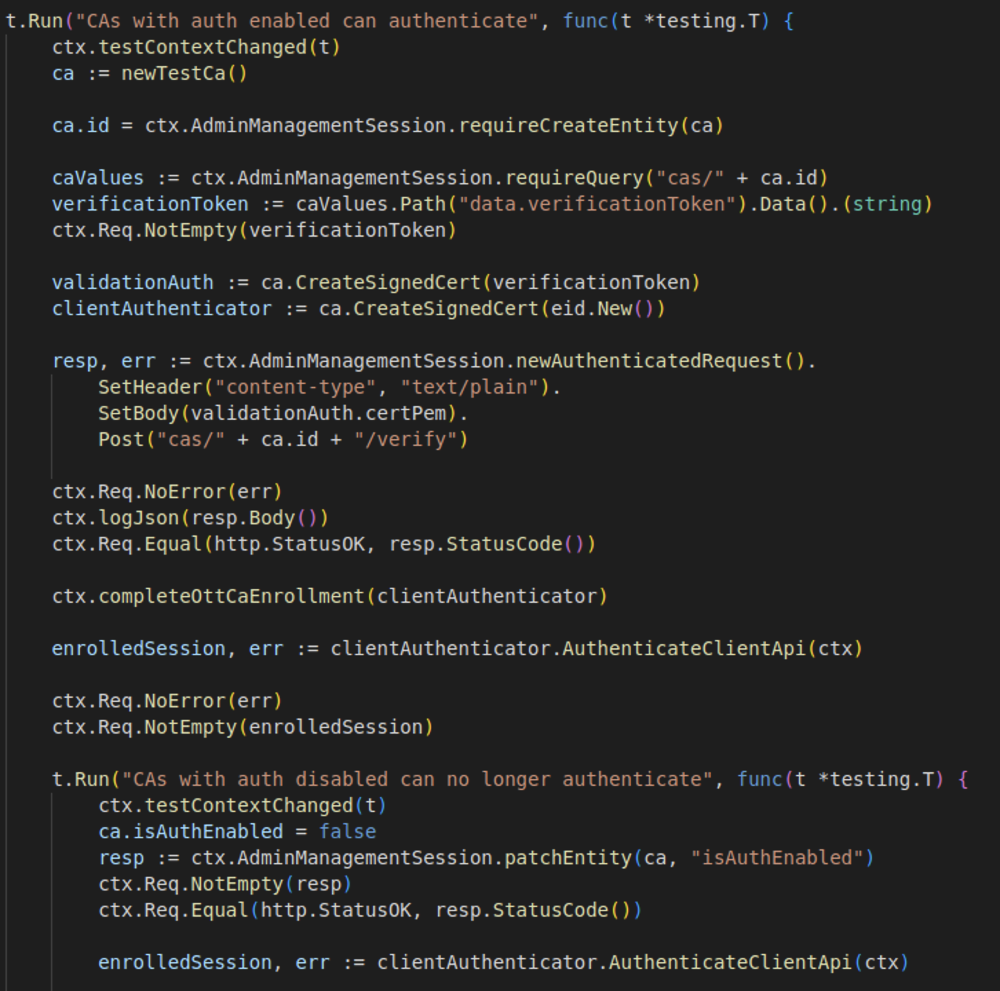 t.Run("CAs with auth enabled can authenticate", func(t *testing.T) {
    ctx.testContextChanged(t)
    ca := newTestCa()

    ca.id = ctx.AdminManagementSession.requireCreateEntity(ca)

    caValues := ctx.AdminManagementSession.requireQuery("cas/" + ca.id)
    verificationToken := caValues.Path("data.verificationToken").Data().(string)
    ctx.Req.NotEmpty(verificationToken)

    validationAuth := ca.CreateSignedCert(verificationToken)
    clientAuthenticator := ca.CreateSignedCert(eid.New())

    resp, err := ctx.AdminManagementSession.newAuthenticatedRequest().
        SetHeader("content-type", "text/plain").
        SetBody(validationAuth.certPem).
        Post("cas/" + ca.id + "/verify")

    ctx.Req.NoError(err)
    ctx.logJson(resp.Body())
    ctx.Req.Equal(http.StatusOK, resp.StatusCode())

    ctx.completeOttCaEnrollment(clientAuthenticator)

    enrolledSession, err := clientAuthenticator.AuthenticateClientApi(ctx)

    ctx.Req.NoError(err)
    ctx.Req.NotEmpty(enrolledSession)

    t.Run("CAs with auth disabled can no longer authenticate", func(t *testing.T) {
        ctx.testContextChanged(t)
        ca.isAuthEnabled = false
        resp := ctx.AdminManagementSession.patchEntity(ca, "isAuthEnabled")
        ctx.Req.NotEmpty(resp)
        ctx.Req.Equal(http.StatusOK, resp.StatusCode())

        enrolledSession, err := clientAuthenticator.AuthenticateClientApi(ctx)